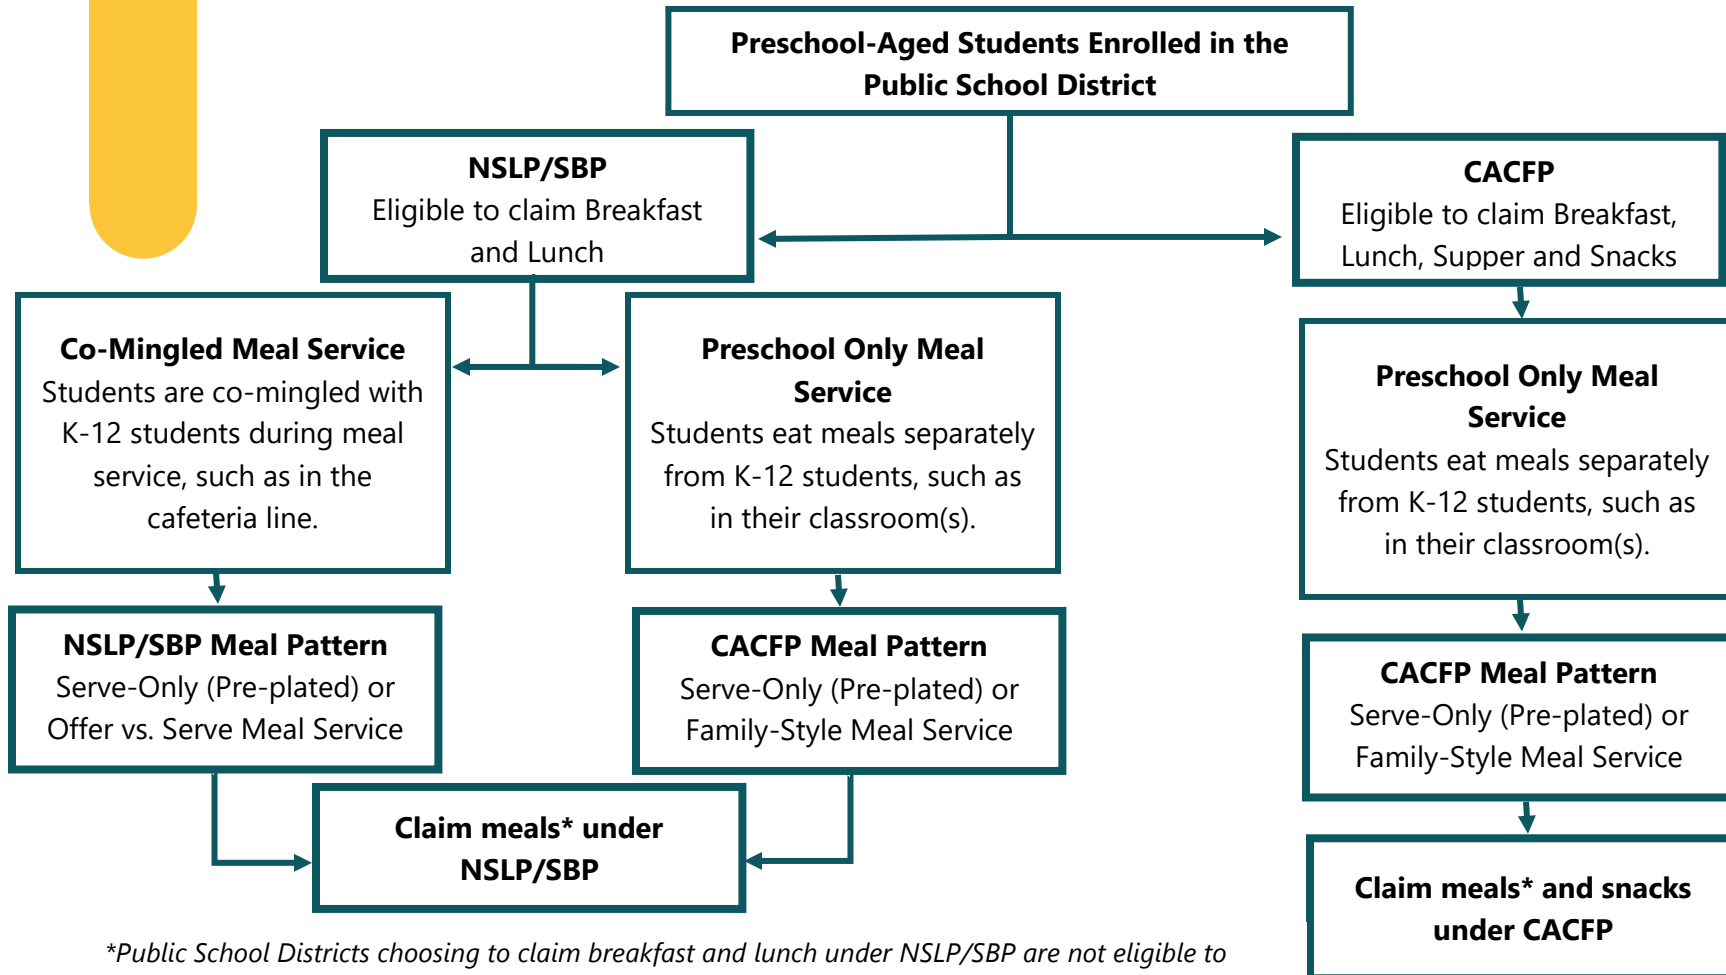 Preschool-Aged Students Enrolled in the
Public School District
NSLP/SBP
Eligible to claim Breakfast
and Lunch
CACFP
Eligible to claim Breakfast,
Lunch, Supper and Snacks
Co-Mingled Meal Service
Students are co-mingled with
K-12 students during meal
service, such as in the
cafeteria line.
Preschool Only Meal
Service
Students eat meals separately
from K-12 students, such as
in their classroom(s).
Preschool Only Meal
Service
Students eat meals separately
from K-12 students, such as
in their classroom(s).
NSLP/SBP Meal Pattern
Serve-Only (Pre-plated) or
Offer vs. Serve Meal Service
CACFP Meal Pattern
Serve-Only (Pre-plated) or
Family-Style Meal Service
CACFP Meal Pattern
Serve-Only (Pre-plated) or
Family-Style Meal Service
Claim meals* under
NSLP/SBP
Claim meals* and snacks
under CACFP
*Public School Districts choosing to claim breakfast and lunch under NSLP/SBP are not eligible to